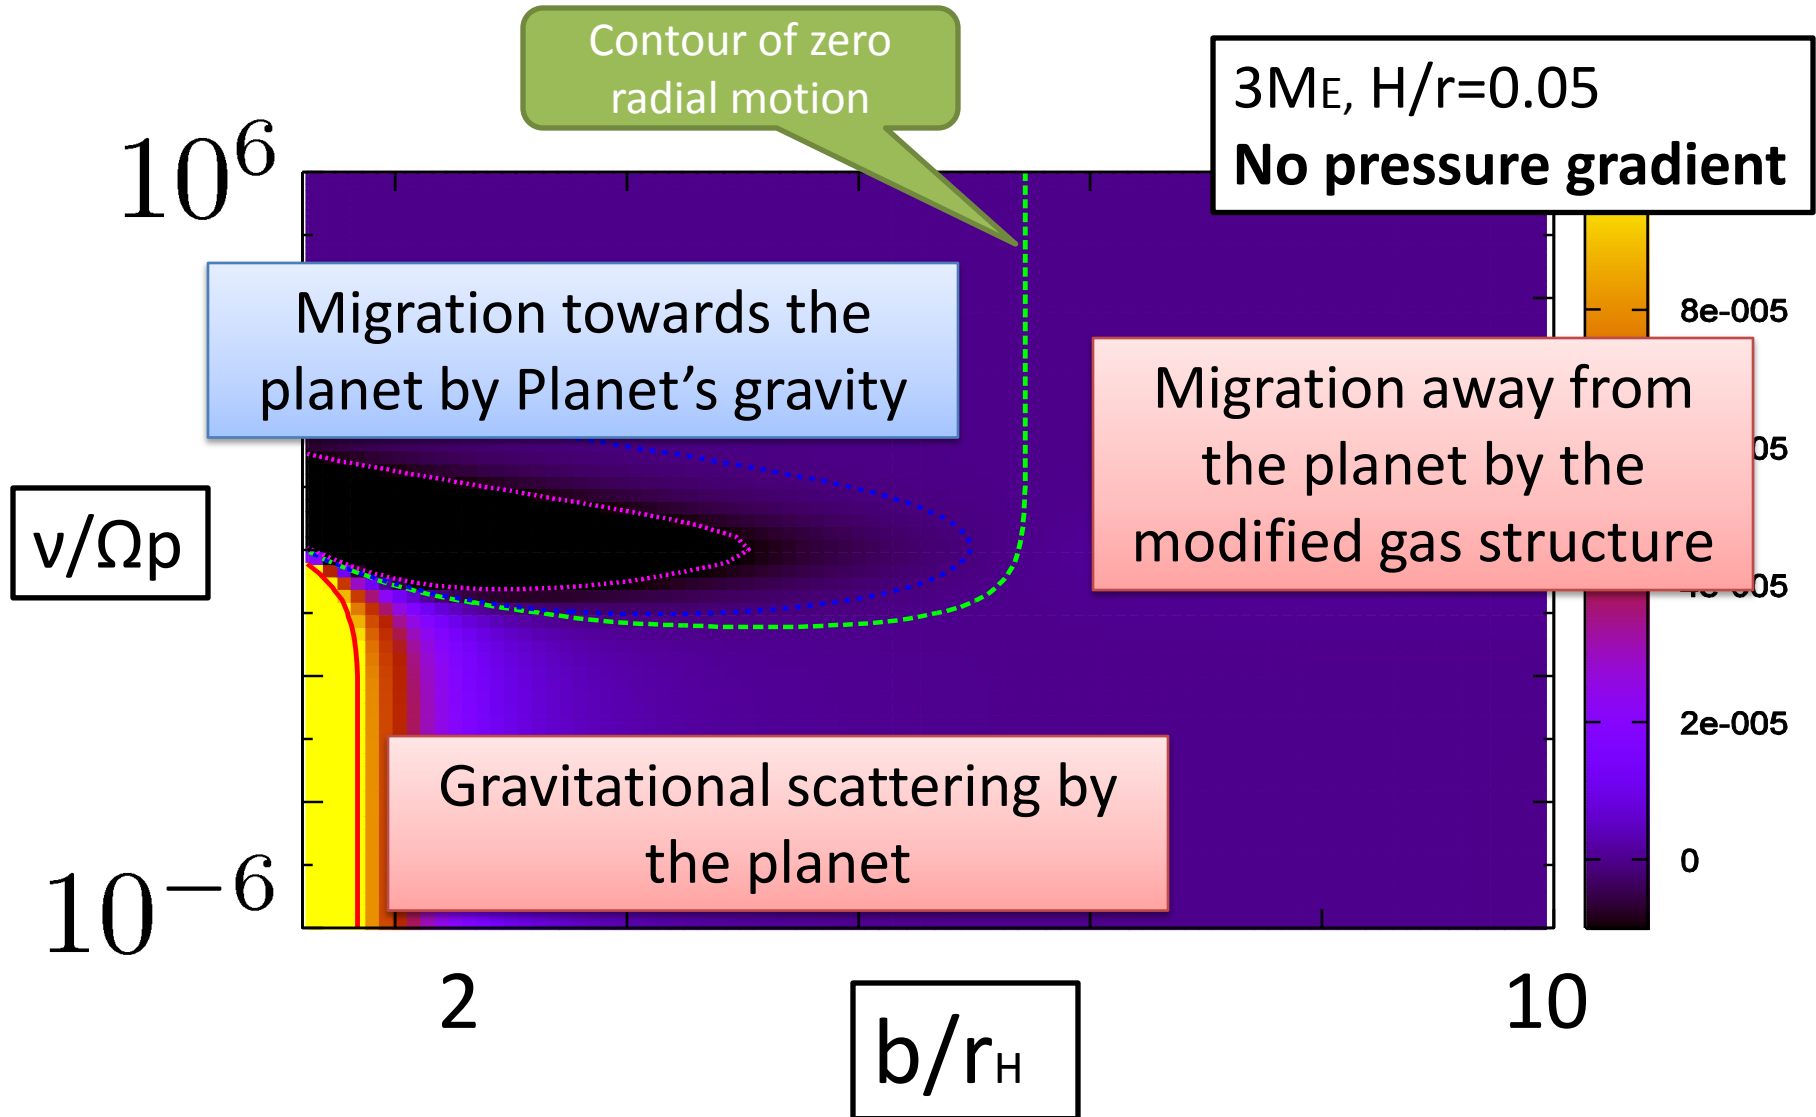 Contour of zero
radial motion
3ME, H/r=0.05
No pressure gradient
10^6
Migration towards the
planet by Planet's gravity
8e-005
Migration away from
the planet by the
modified gas structure
05
ν/Ωp
2e-005
Gravitational scattering by
the planet
0
10^−6
2
10
b/rH